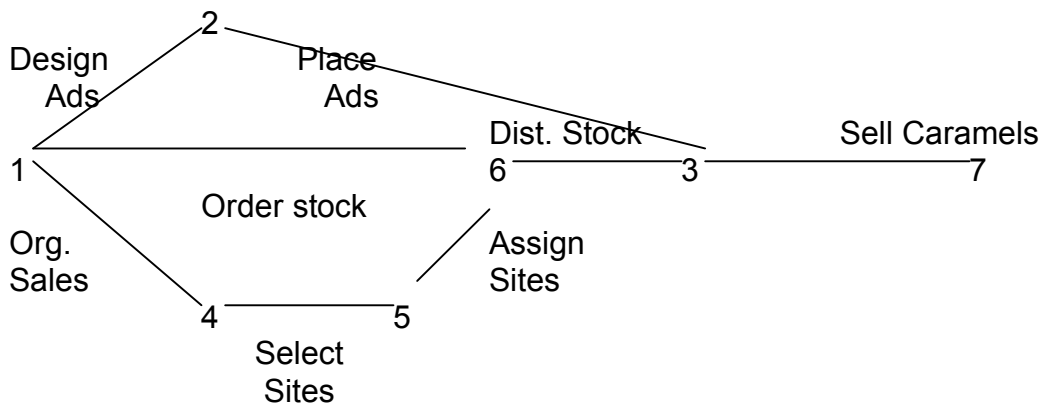 2
Design
Ads
Place
Ads
Dist. Stock
Sell Caramels
1
6
3
7
Order stock
Org.
Sales
Assign
Sites
4
5
Select
Sites